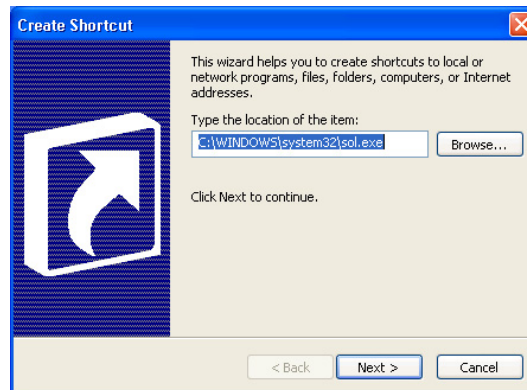 Create Shortcut
This wizard helps you to create shortcuts to local or
network programs, files, folders, computers, or Internet
addresses.
Type the location of the item:
C:\WINDOWS\system32\sol.exe
Browse...
Click Next to continue.
< Back
Next >
Cancel